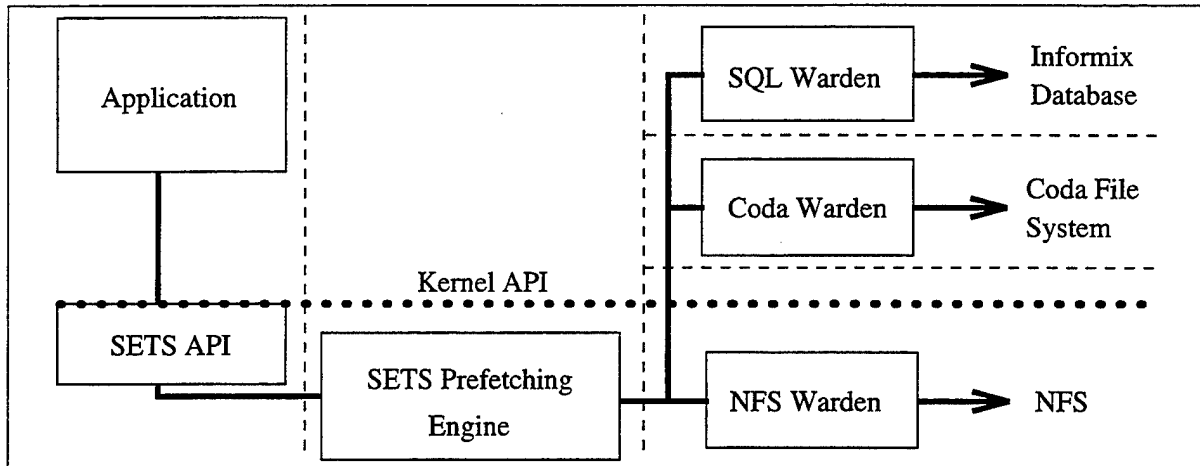 Application
SQL Warden
Informix
Database
Coda Warden
Coda File
System
Kernel API
SETS API
SETS Prefetching
Engine
NFS Warden
NFS